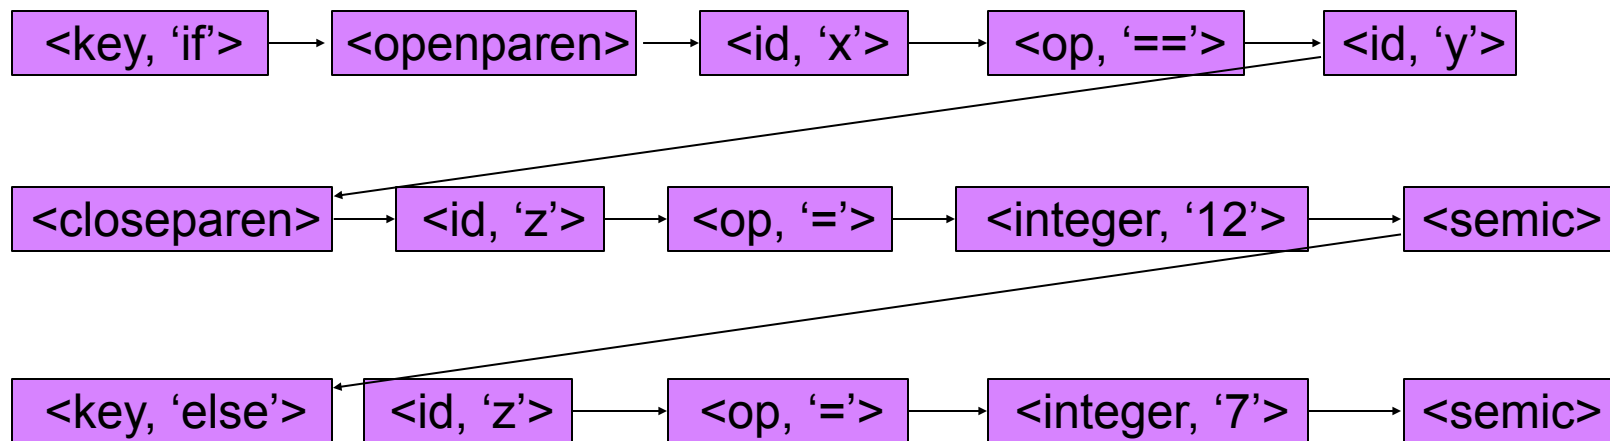 <key, ‘if’> <openparen> <id, ‘x’> <op, ‘==’> <id, ‘y’>
<closeparen> <id, ‘z’> <op, ‘=’> <integer, ‘12’> <semic>
<key, ‘else’> <id, ‘z’> <op, ‘=’> <integer, ‘7’> <semic>